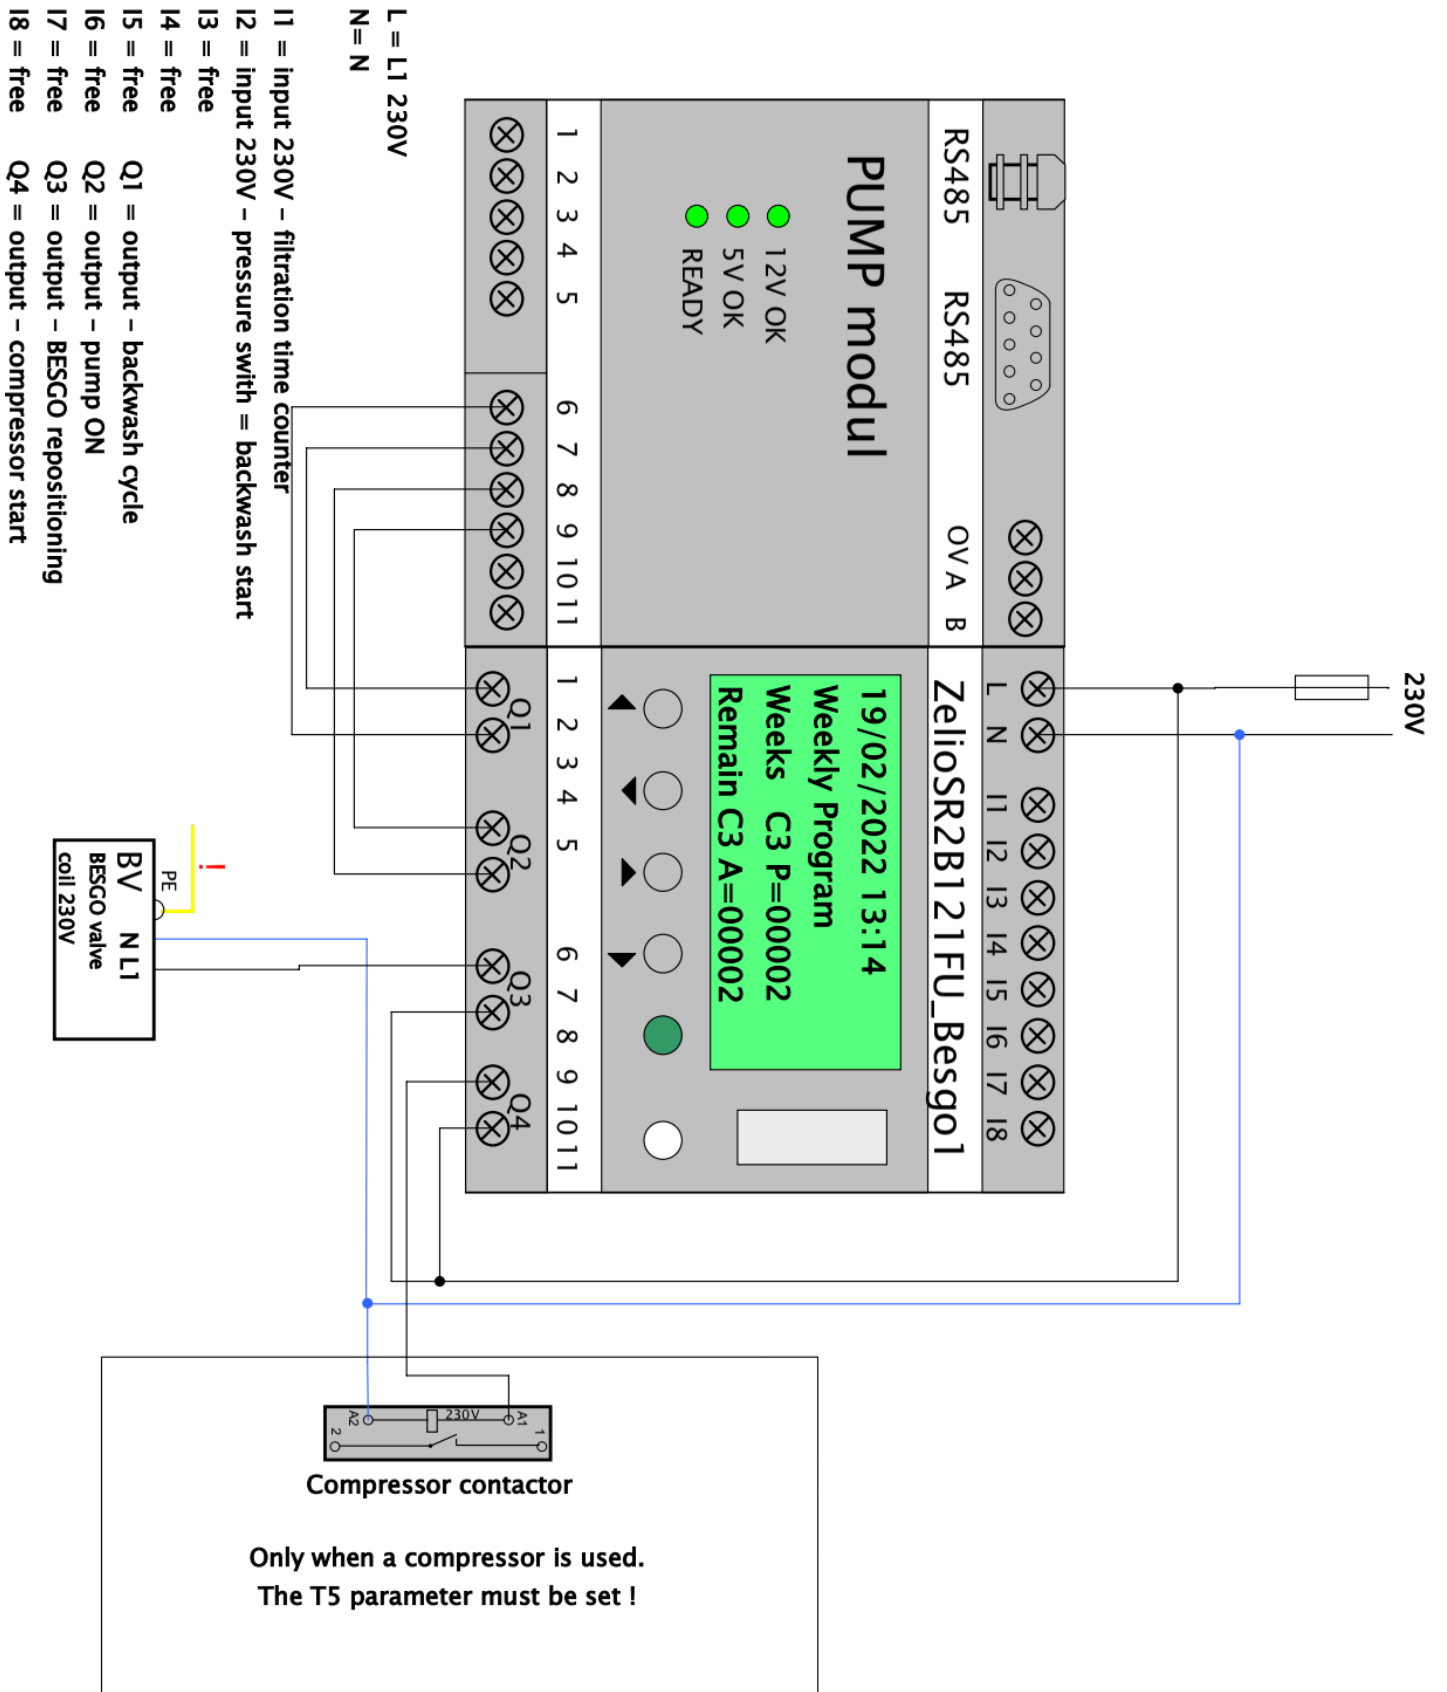 230V
L = L1 230V
N= N
I1 = input 230V – filtration time counter
I2 = input 230V – pressure swith = backwash start
I3 = free
I4 = free
I5 = free Q1 = output – backwash cycle
I6 = free Q2 = output – pump ON
I7 = free Q3 = output – BESGO repositioning
I8 = free Q4 = output – compressor start
RS485 RS485 OV A B
PUMP modul
12V OK
5V OK
READY
1 2 3 4 5 6 7 8 9 10 11
L N I1 I2 I3 I4 I5 I6 I7 I8
ZelioSR2B121FU_Besgo1
19/02/2022 13:14
Weekly Program
Weeks C3 P=00002
Remain C3 A=00002
1 2 3 4 5 6 7 8 9 10 11
Q1 Q2 Q3 Q4
!
PE
BV N L1
BESGO valve
coil 230V
A2 230V A1
2 1
Compressor contactor
Only when a compressor is used.
The T5 parameter must be set !